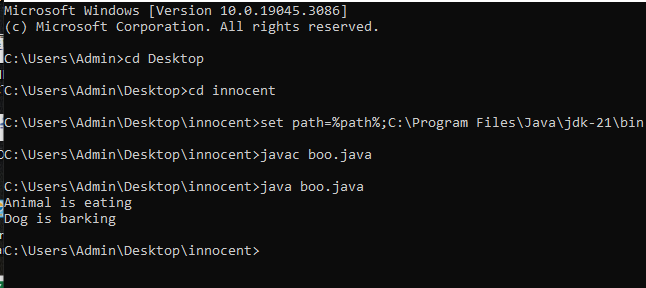 Microsoft Windows [Version 10.0.19045.3086]
(c) Microsoft Corporation. All rights reserved.
C:\Users\Admin>cd Desktop
C:\Users\Admin\Desktop>cd innocent
C:\Users\Admin\Desktop\innocent>set path=%path%;C:\Program Files\Java\jdk-21\bin
C:\Users\Admin\Desktop\innocent>javac boo.java
C:\Users\Admin\Desktop\innocent>java boo.java
Animal is eating
Dog is barking
C:\Users\Admin\Desktop\innocent>